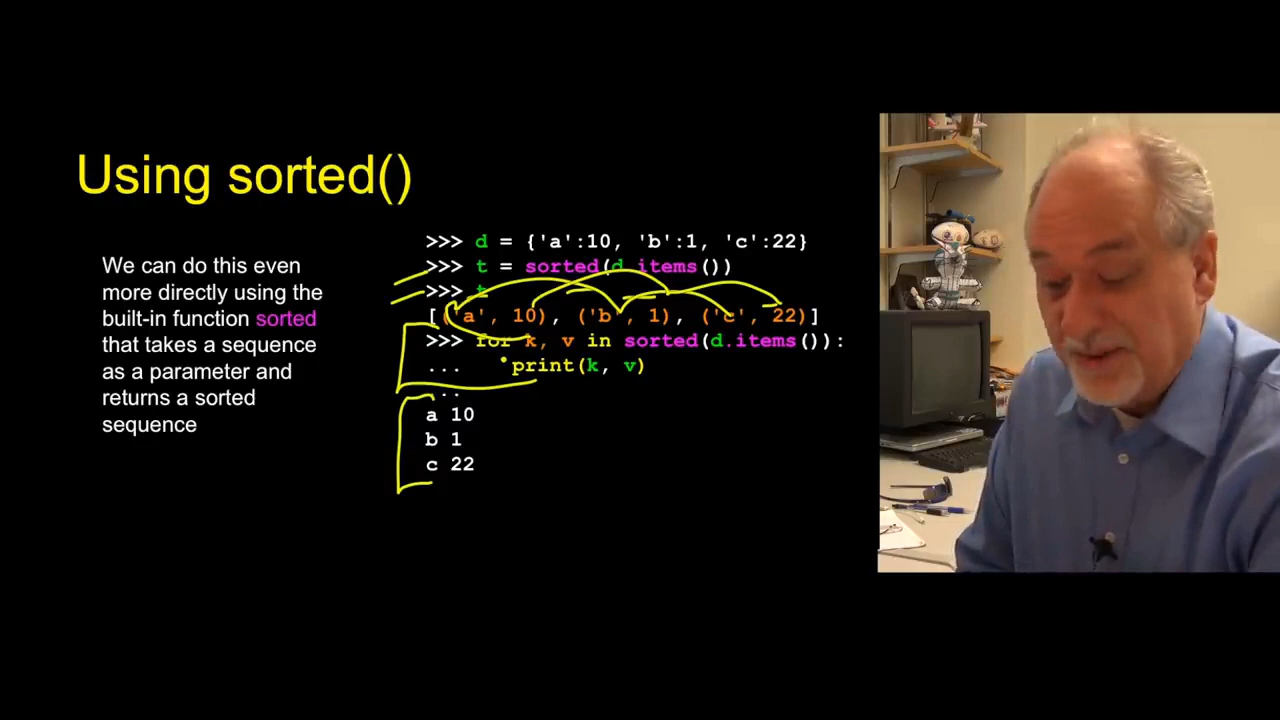 Using sorted()
We can do this even
more directly using the
built-in function sorted
that takes a sequence
as a parameter and
returns a sorted
sequence
>>> d = {'a':10, 'b':1, 'c':22}
>>> t = sorted(d.items())
>>> t
[('a', 10), ('b', 1), ('c', 22)]
>>> for k, v in sorted(d.items()):
...    print(k, v)
...
a 10
b 1
c 22